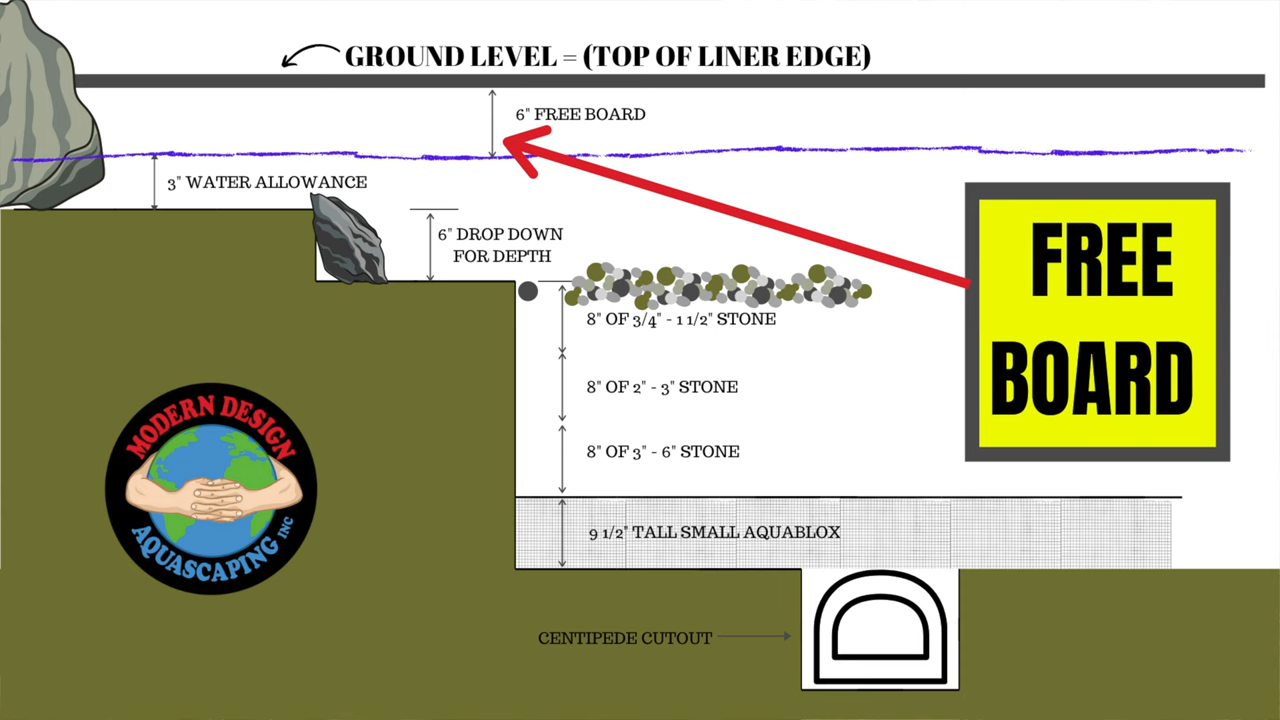 GROUND LEVEL = (TOP OF LINER EDGE)
6" FREE BOARD
3" WATER ALLOWANCE
6" DROP DOWN
FOR DEPTH
FREE
BOARD
8" OF 3/4" - 1 1/2" STONE
8" OF 2" - 3" STONE
8" OF 3" - 6" STONE
9 1/2" TALL SMALL AQUABLOX
CENTIPEDE CUTOUT
MODERN DESIGN
AQUASCAPING INC